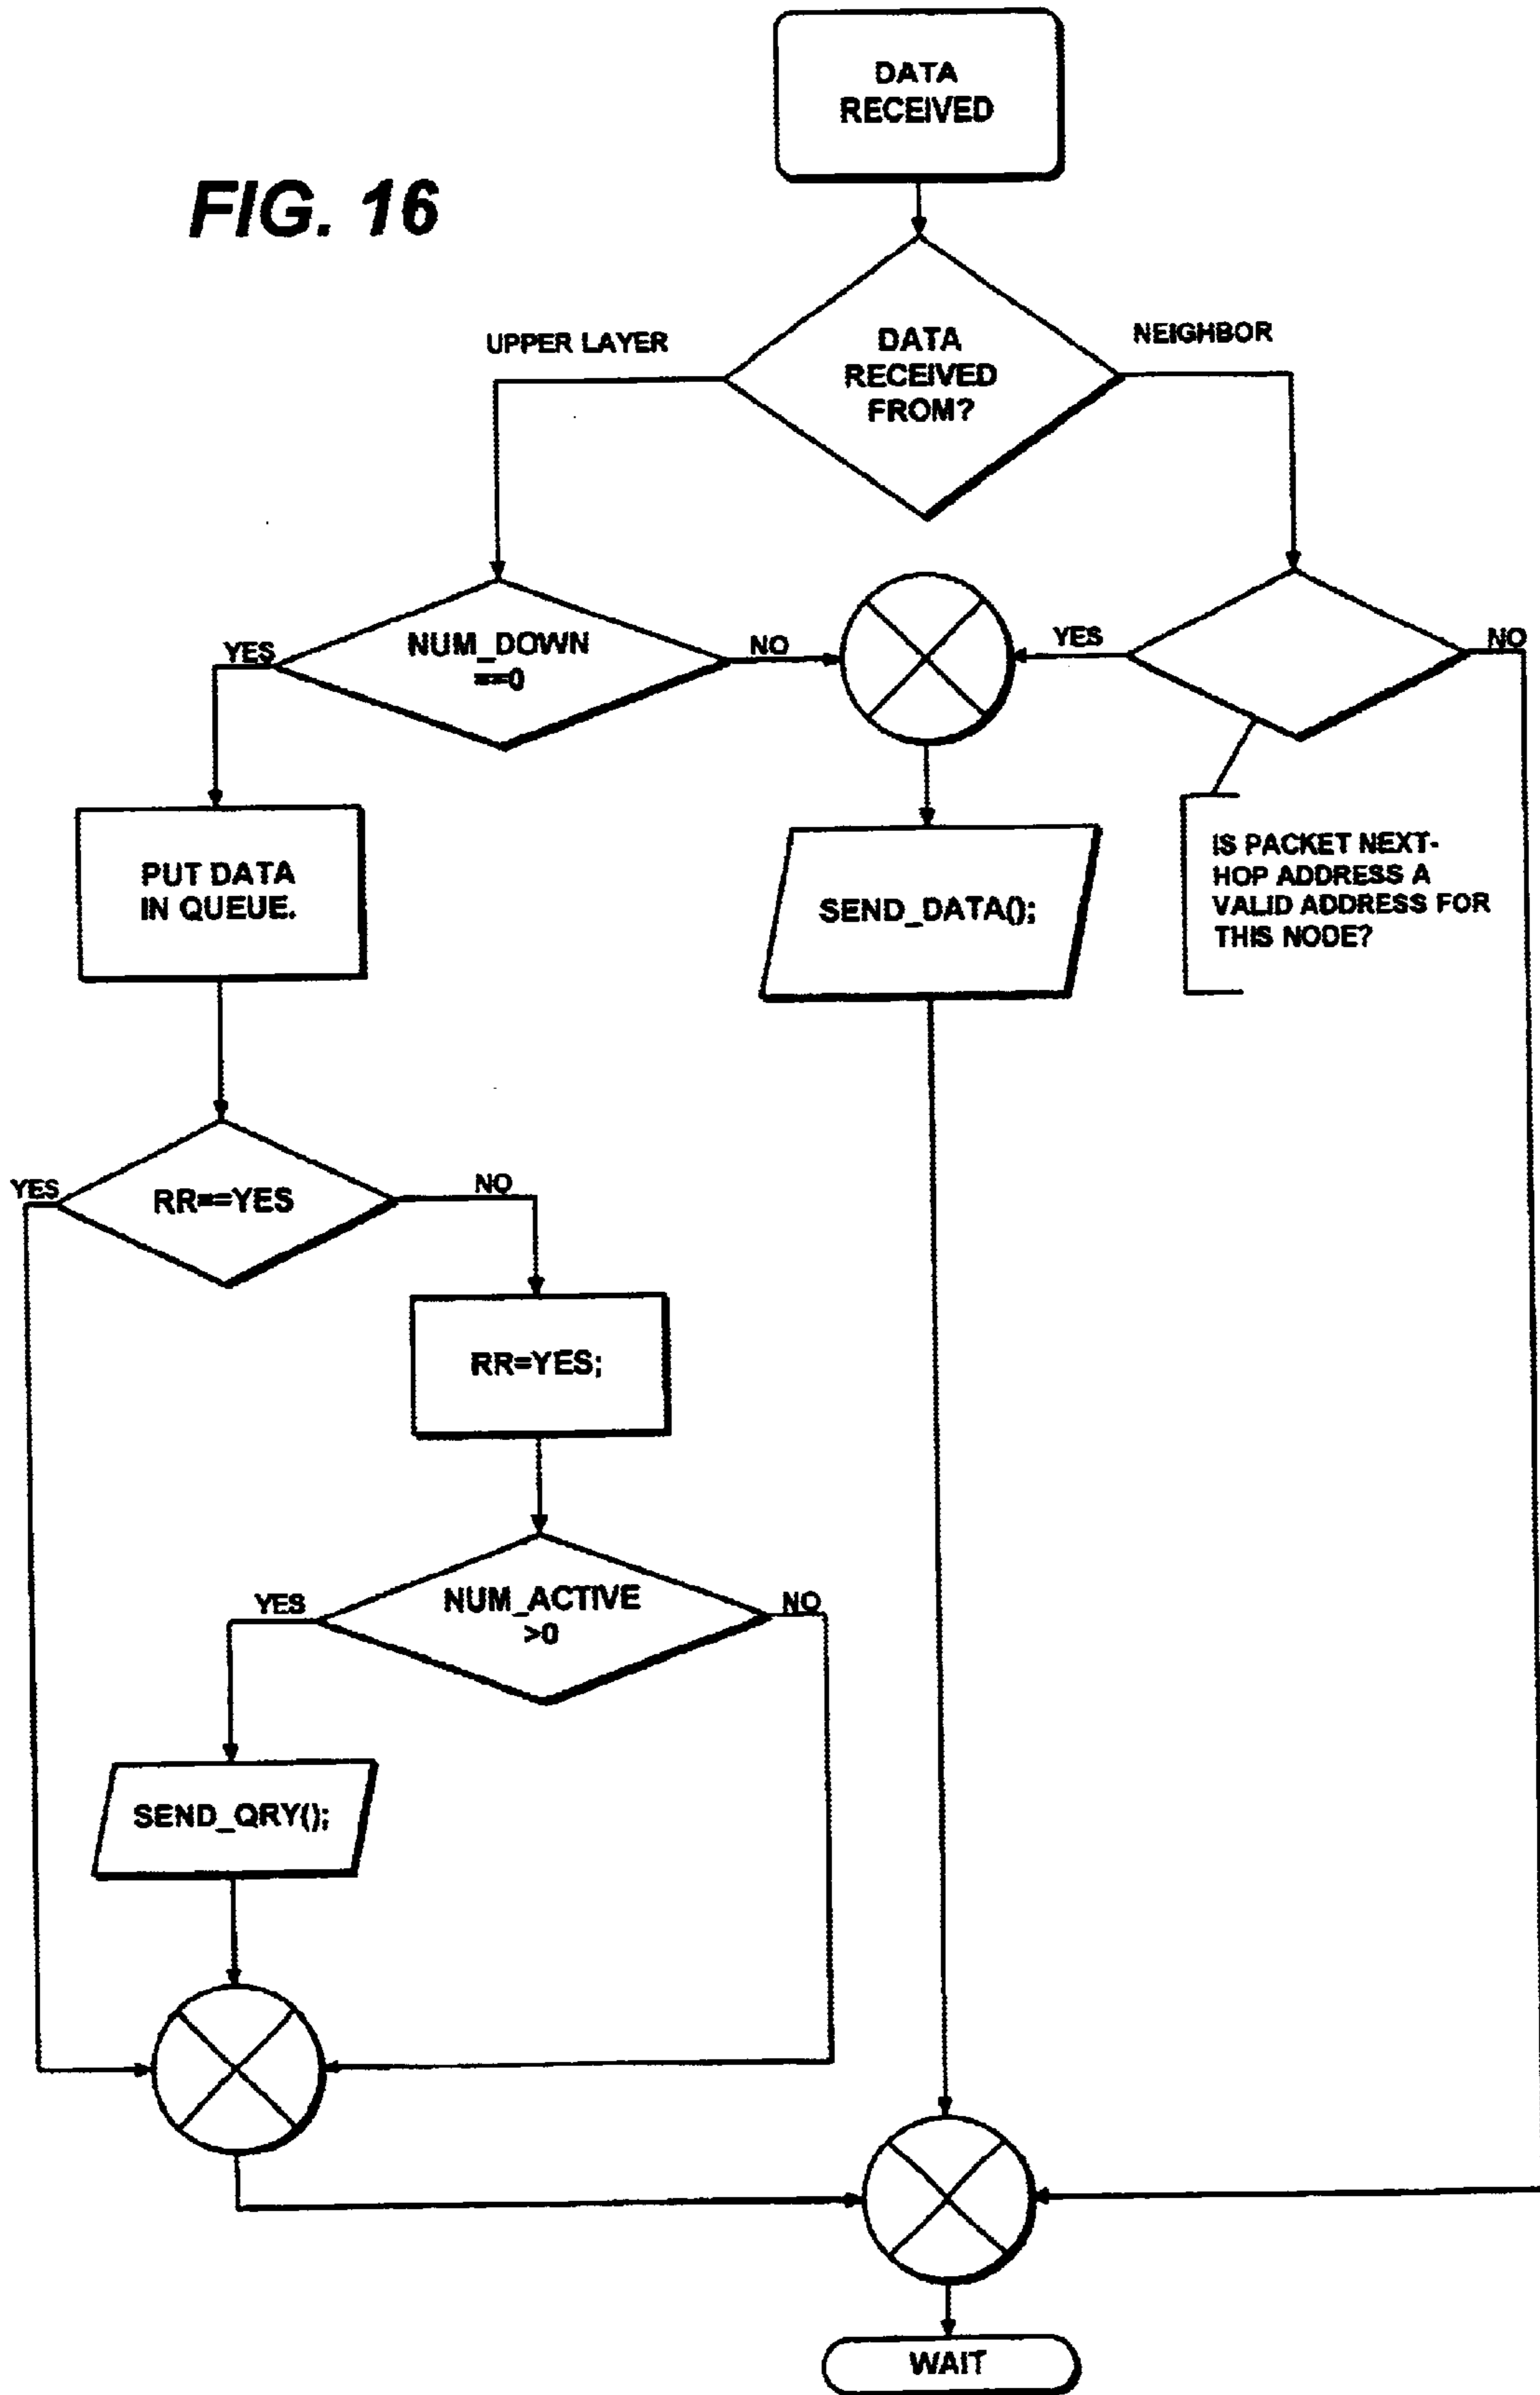 DATA
RECEIVED
FIG. 16
UPPER LAYER
DATA
RECEIVED
FROM?
NEIGHBOR
YES
NUM_DOWN
==0
NO
YES
NO
PUT DATA
IN QUEUE.
SEND_DATA();
IS PACKET NEXT-
HOP ADDRESS A
VALID ADDRESS FOR
THIS NODE?
YES
RR==YES
NO
RR=YES;
YES
NUM_ACTIVE
>0
NO
SEND_QRY();
WAIT